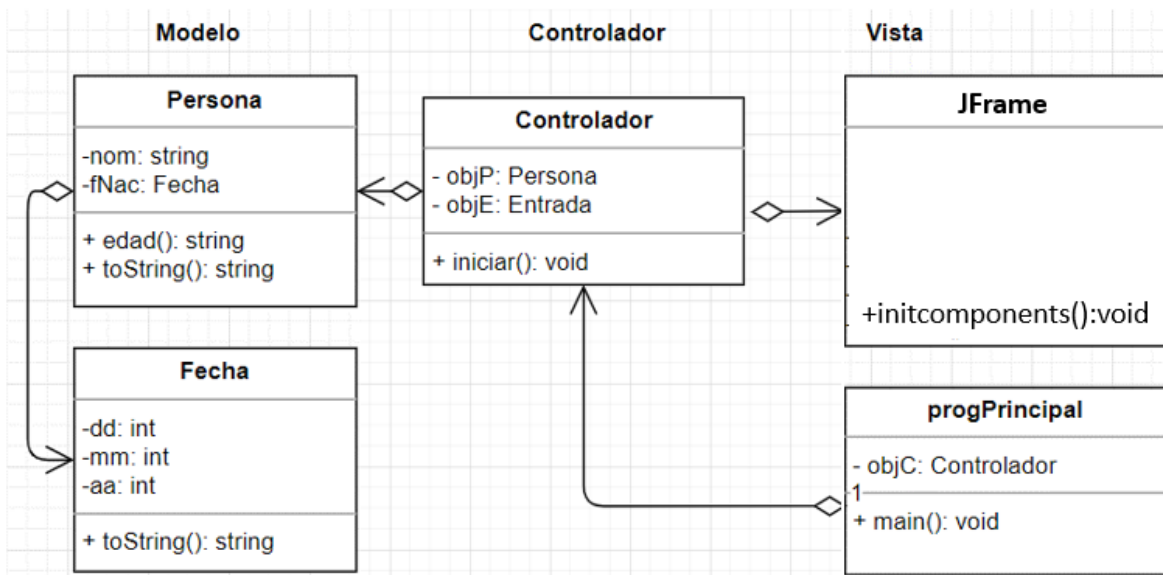 Modelo
Controlador
Vista
Persona
-nom: string
-fNac: Fecha
+ edad(): string
+ toString(): string
Fecha
-dd: int
-mm: int
-aa: int
+ toString(): string
Controlador
- objP: Persona
- objE: Entrada
+ iniciar(): void
JFrame
+initcomponents():void
progPrincipal
- objC: Controlador
1
+ main(): void